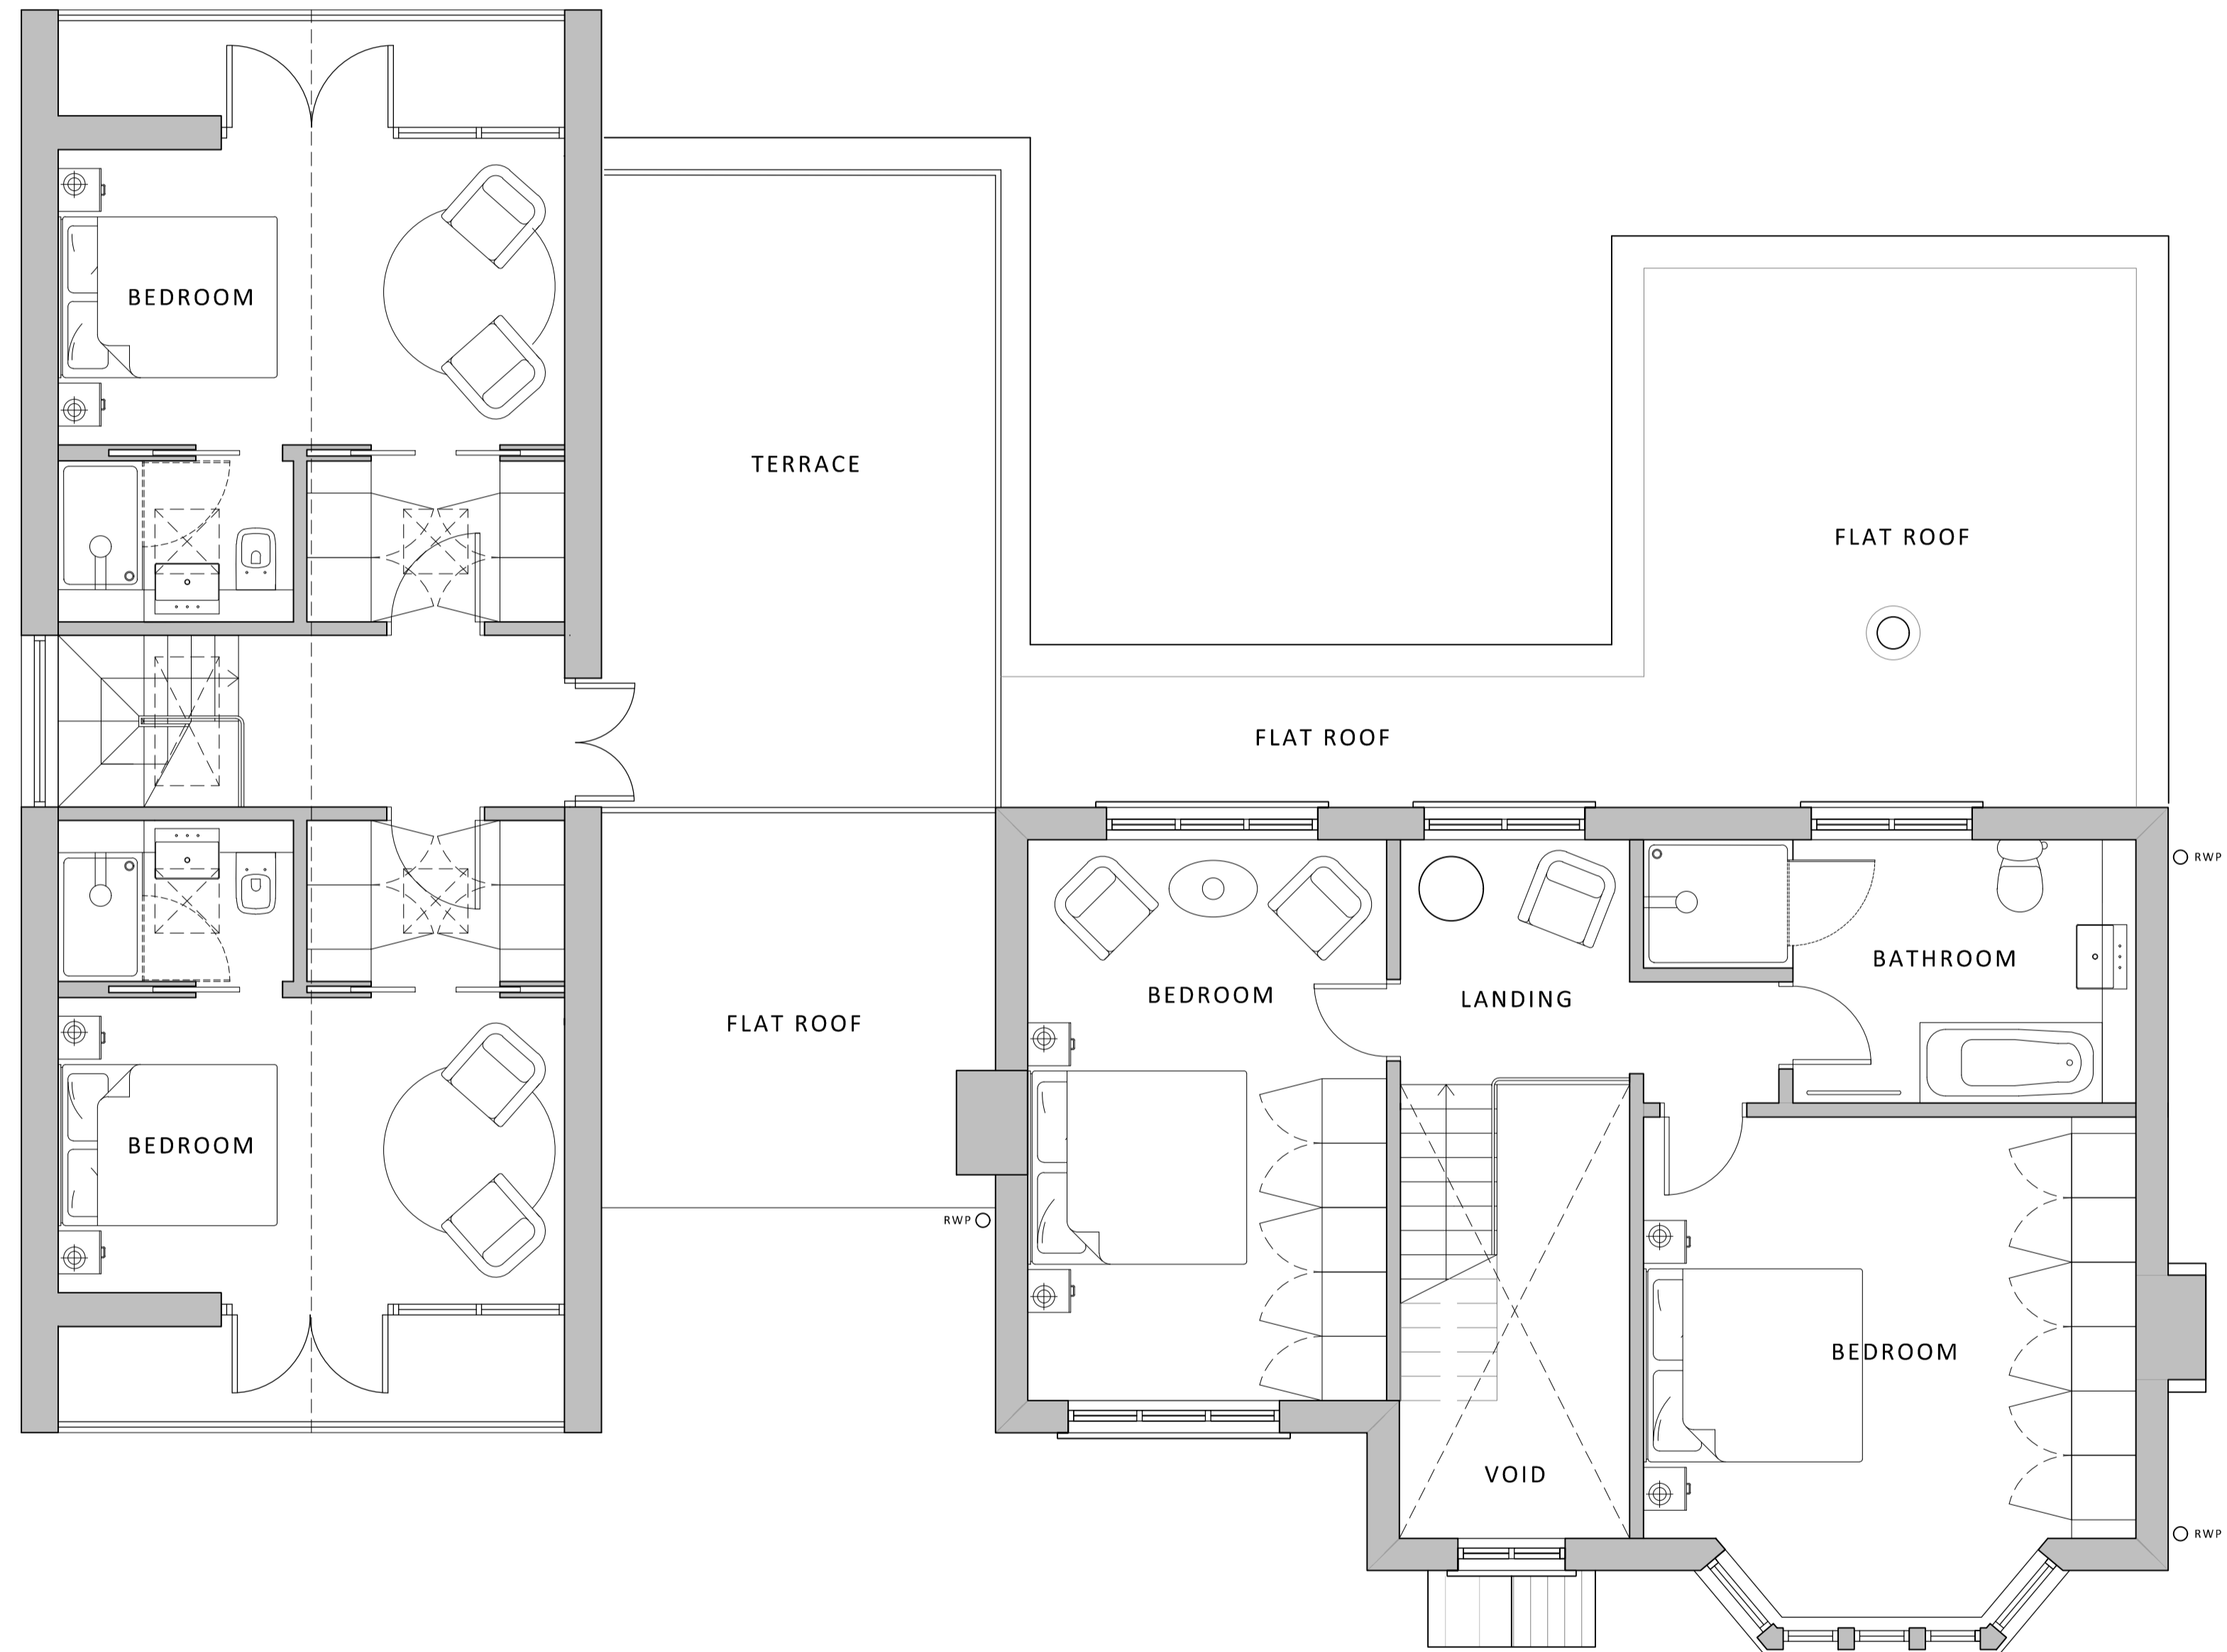 BEDROOM
TERRACE
FLAT ROOF
FLAT ROOF
RWP
BATHROOM
BEDROOM
LANDING
FLAT ROOF
BEDROOM
RWP
BEDROOM
VOID
RWP